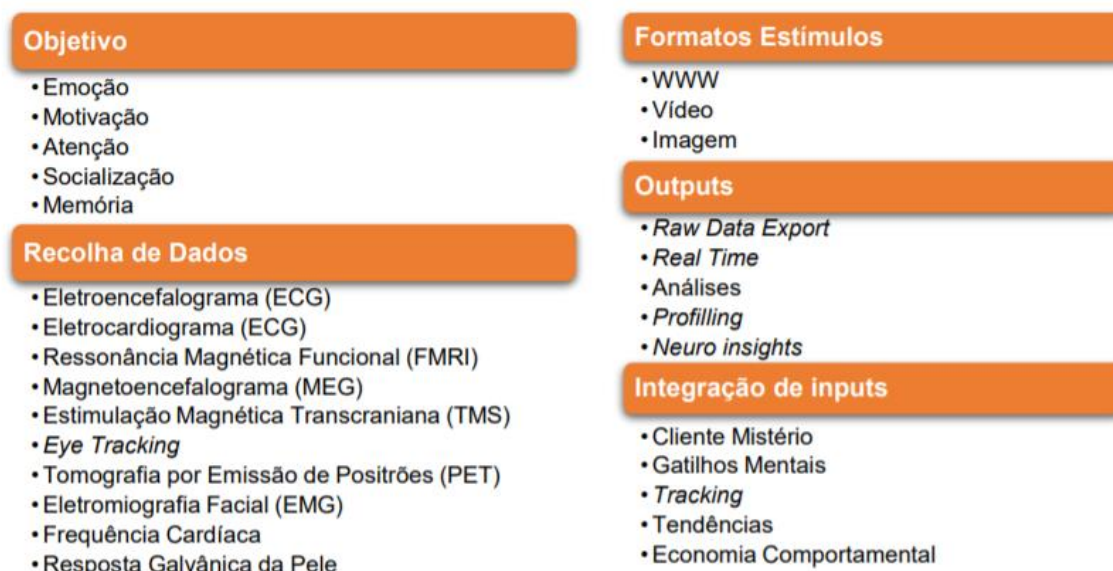 Objetivo
• Emoção
• Motivação
• Atenção
• Socialização
• Memória
Recolha de Dados
• Eletroencefalograma (ECG)
• Eletrocardiograma (ECG)
• Ressonância Magnética Funcional (FMRI)
• Magnetoencefalograma (MEG)
• Estimulação Magnética Transcraniana (TMS)
• Eye Tracking
• Tomografia por Emissão de Positrões (PET)
• Eletromiografia Facial (EMG)
• Frequência Cardíaca
• Resposta Galvânica da Pele
Formatos Estímulos
• WWW
• Vídeo
• Imagem
Outputs
• Raw Data Export
• Real Time
• Análises
• Profilling
• Neuro insights
Integração de inputs
• Cliente Mistério
• Gatilhos Mentais
• Tracking
• Tendências
• Economia Comportamental